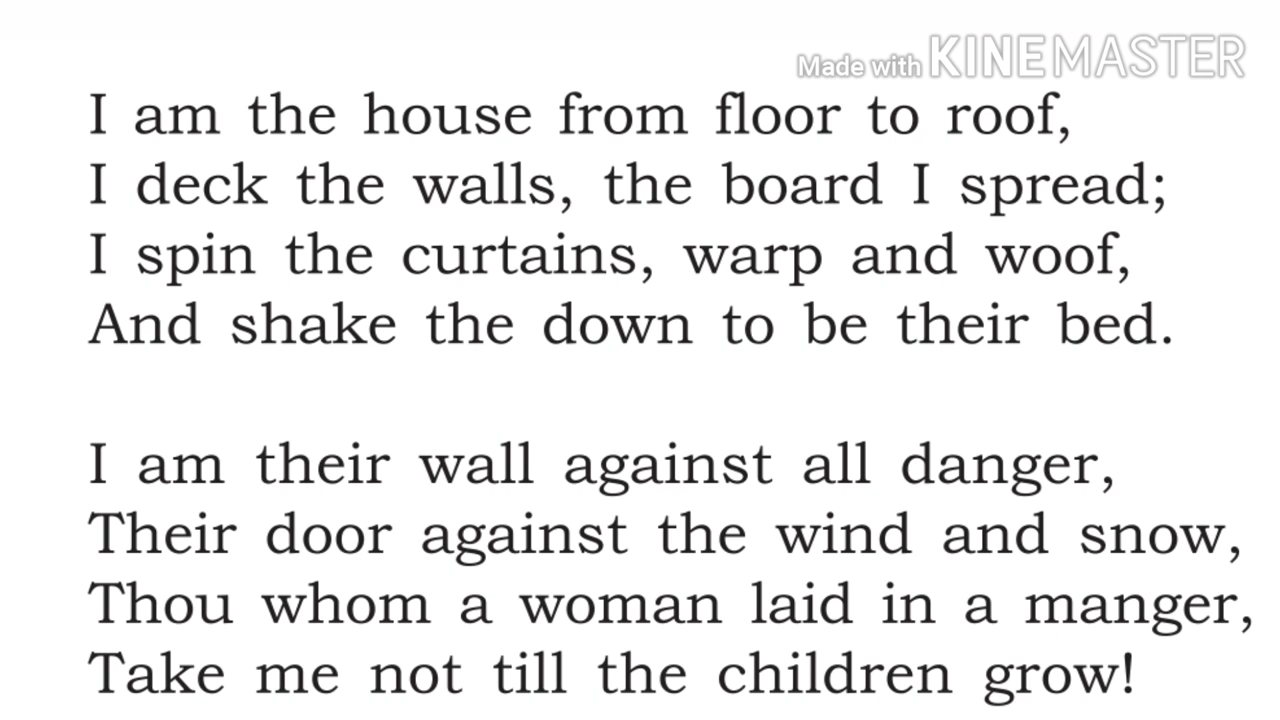 Made with KINEMASTER
I am the house from floor to roof,
I deck the walls, the board I spread;
I spin the curtains, warp and woof,
And shake the down to be their bed.
I am their wall against all danger,
Their door against the wind and snow,
Thou whom a woman laid in a manger,
Take me not till the children grow!